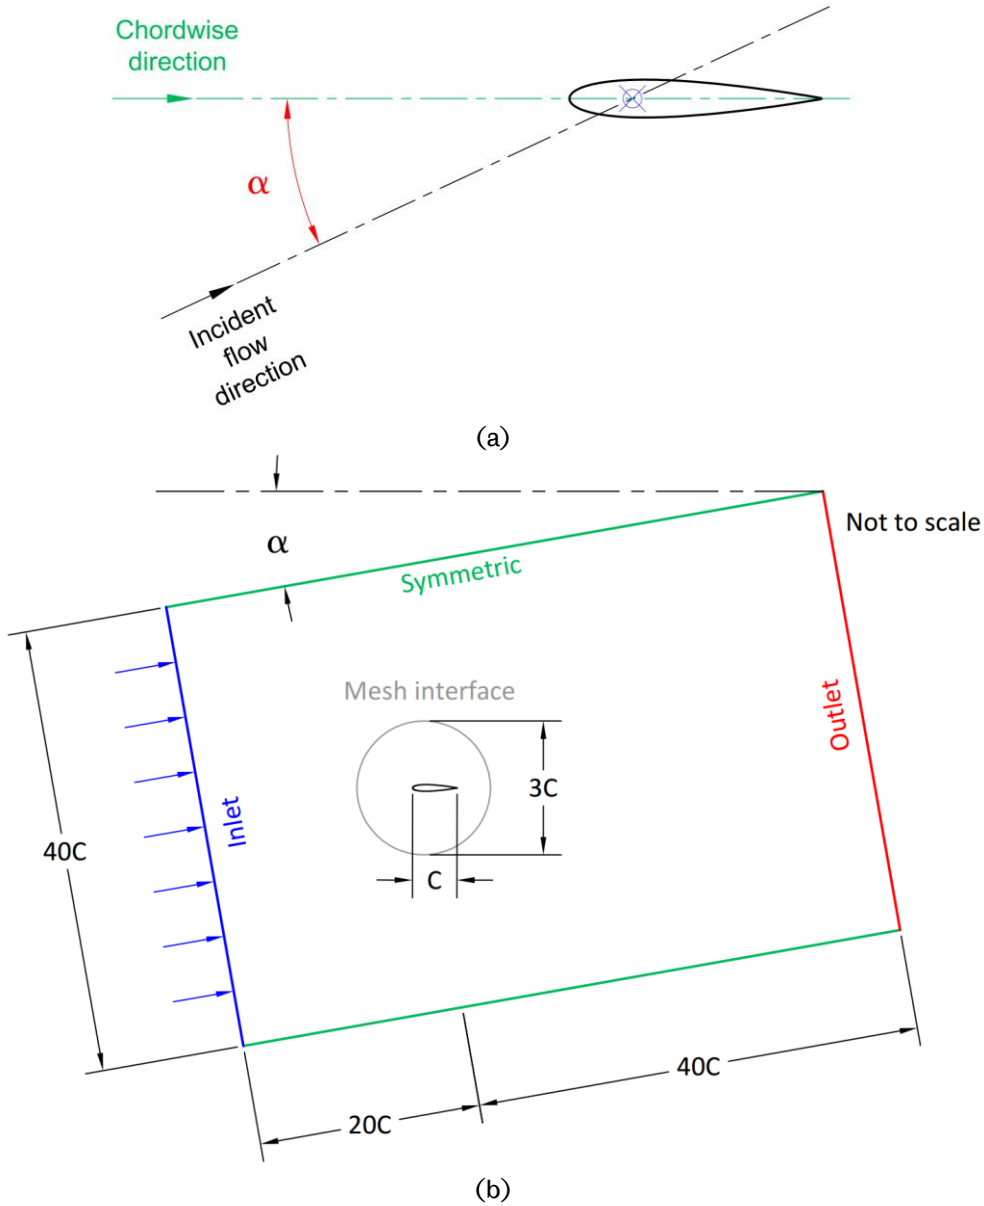 Chordwise
direction
α
Incident
flow
direction
(a)
Not to scale
α
Symmetric
Mesh interface
Outlet
3C
Inlet
40C
C
40C
20C
(b)